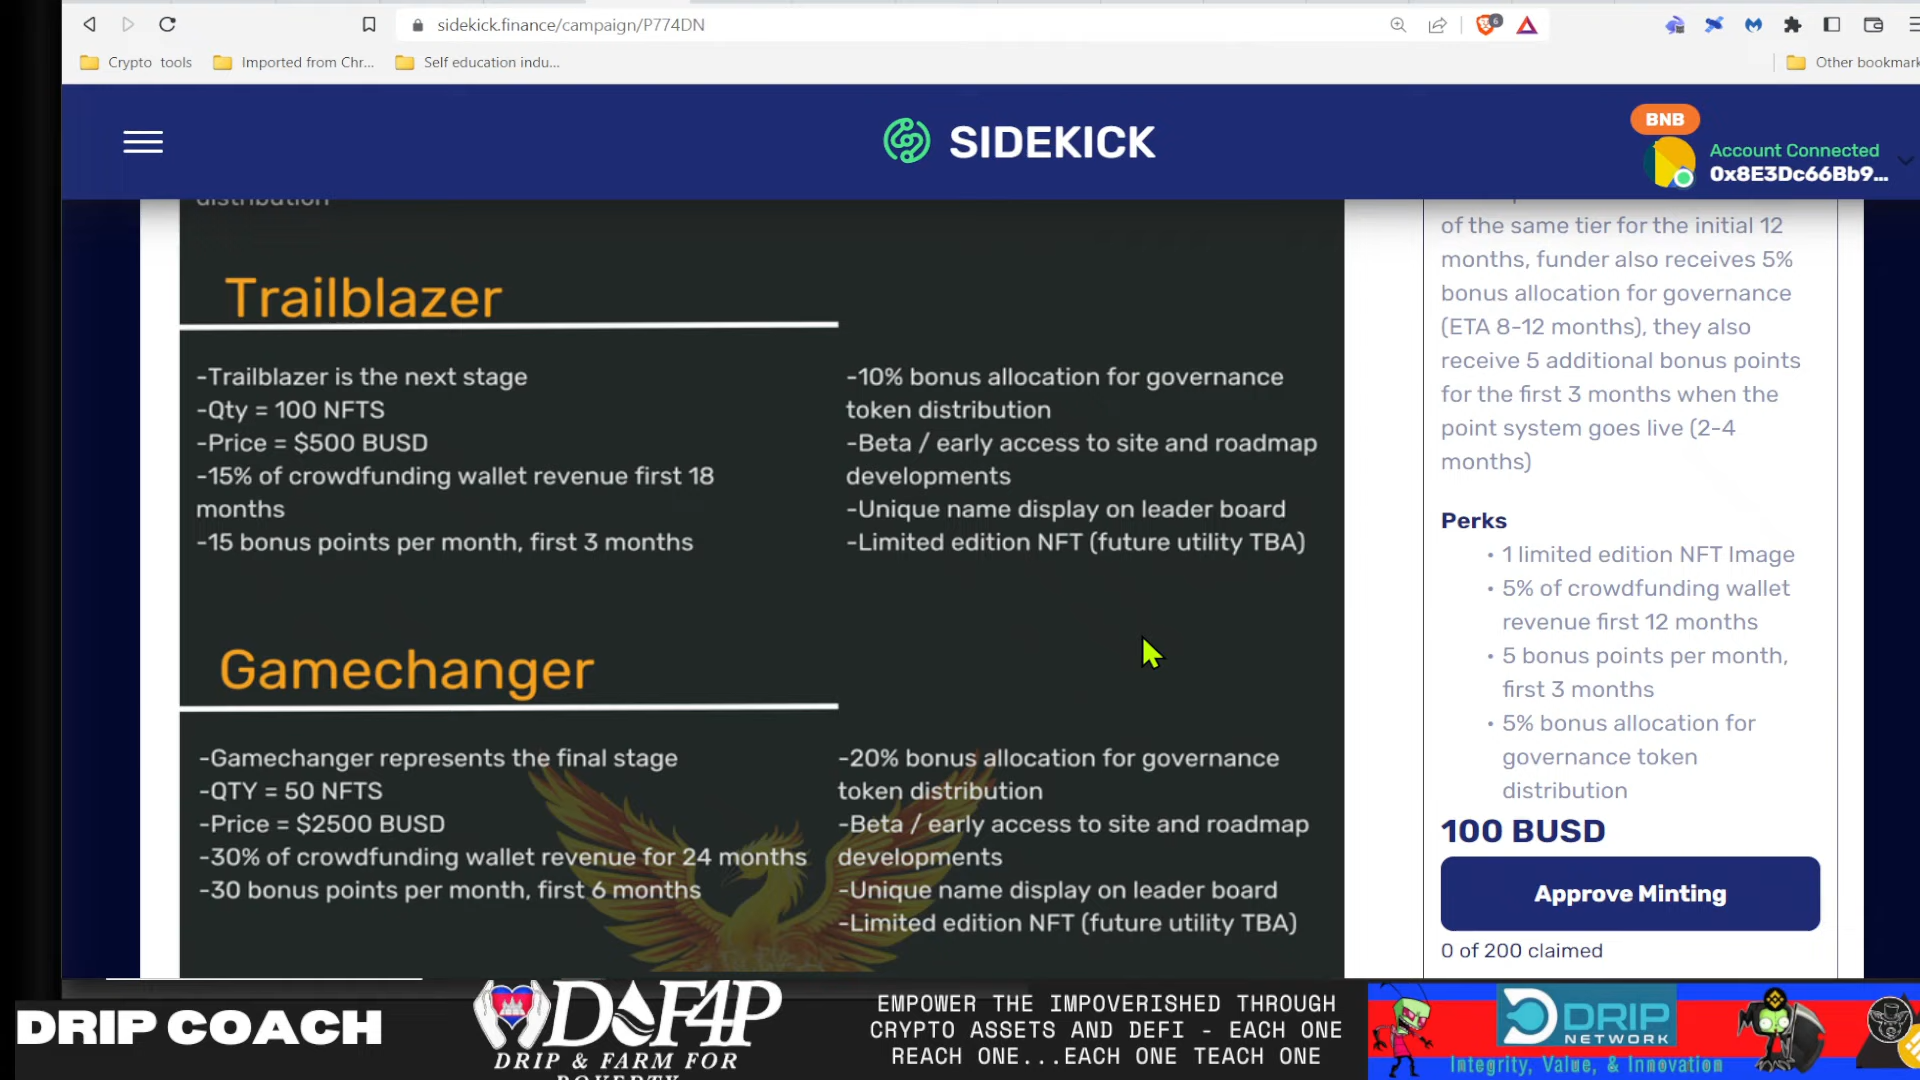 sidekick.finance/campaign/P774DN
6
Crypto tools
Imported from Chr...
Self education indu...
Other bookmark
SIDEKICK
BNB
Account Connected
0x8E3Dc66Bb9...
distribution
Trailblazer
-Trailblazer is the next stage
-Qty = 100 NFTS
-Price = $500 BUSD
-15% of crowdfunding wallet revenue first 18
months
-15 bonus points per month, first 3 months
-10% bonus allocation for governance
token distribution
-Beta / early access to site and roadmap
developments
-Unique name display on leader board
-Limited edition NFT (future utility TBA)
Gamechanger
-Gamechanger represents the final stage
-QTY = 50 NFTS
-Price = $2500 BUSD
-30% of crowdfunding wallet revenue for 24 months
-30 bonus points per month, first 6 months
-20% bonus allocation for governance
token distribution
-Beta / early access to site and roadmap
developments
-Unique name display on leader board
-Limited edition NFT (future utility TBA)
of the same tier for the initial 12
months, funder also receives 5%
bonus allocation for governance
(ETA 8-12 months), they also
receive 5 additional bonus points
for the first 3 months when the
point system goes live (2-4
months)
Perks
• 1 limited edition NFT Image
• 5% of crowdfunding wallet
revenue first 12 months
• 5 bonus points per month,
first 3 months
• 5% bonus allocation for
governance token
distribution
100 BUSD
Approve Minting
0 of 200 claimed
DRIP COACH
D&F4P
DRIP & FARM FOR
POVERTY
EMPOWER THE IMPOVERISHED THROUGH
CRYPTO ASSETS AND DEFI - EACH ONE
REACH ONE...EACH ONE TEACH ONE
DRIP
NETWORK
Integrity, Value, & Innovation